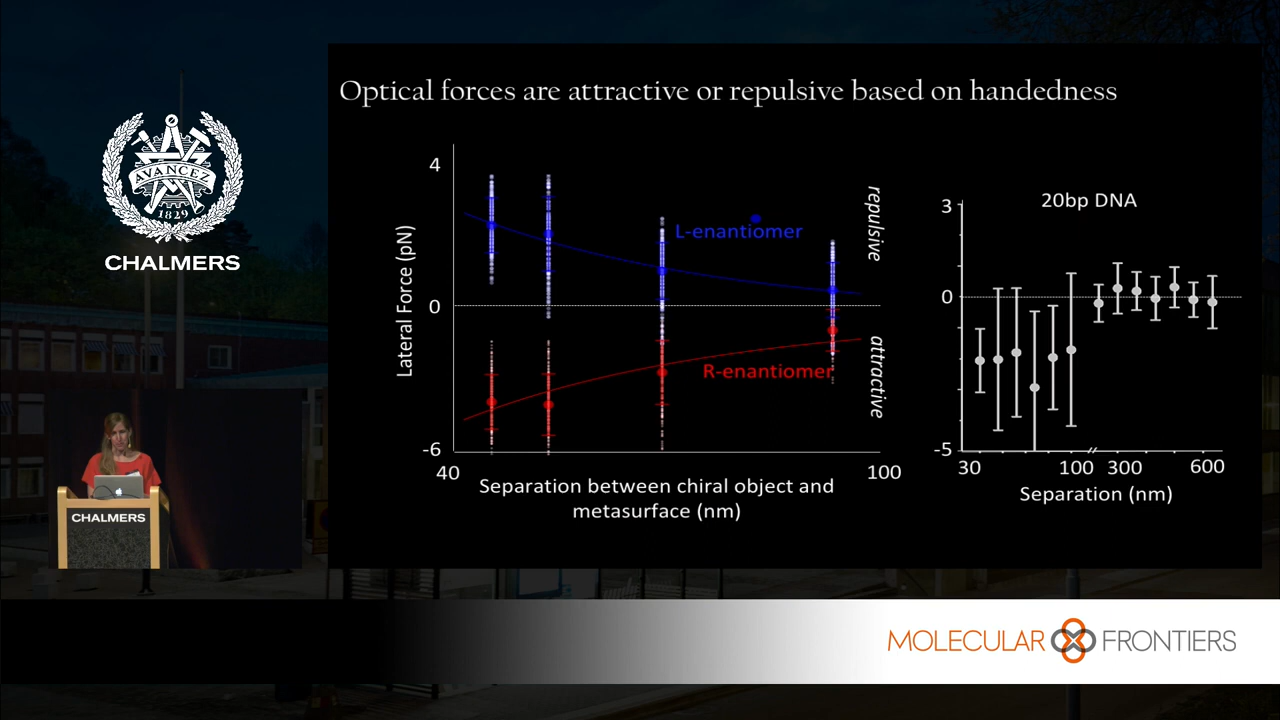 AVANCEZ
1829
CHALMERS
CHALMERS
Optical forces are attractive or repulsive based on handedness
4
0
-6
Lateral Force (pN)
L-enantiomer
R-enantiomer
repulsive
attractive
40
100
Separation between chiral object and
metasurface (nm)
20bp DNA
3
0
-5
30
100
300
600
Separation (nm)
MOLECULAR FRONTIERS